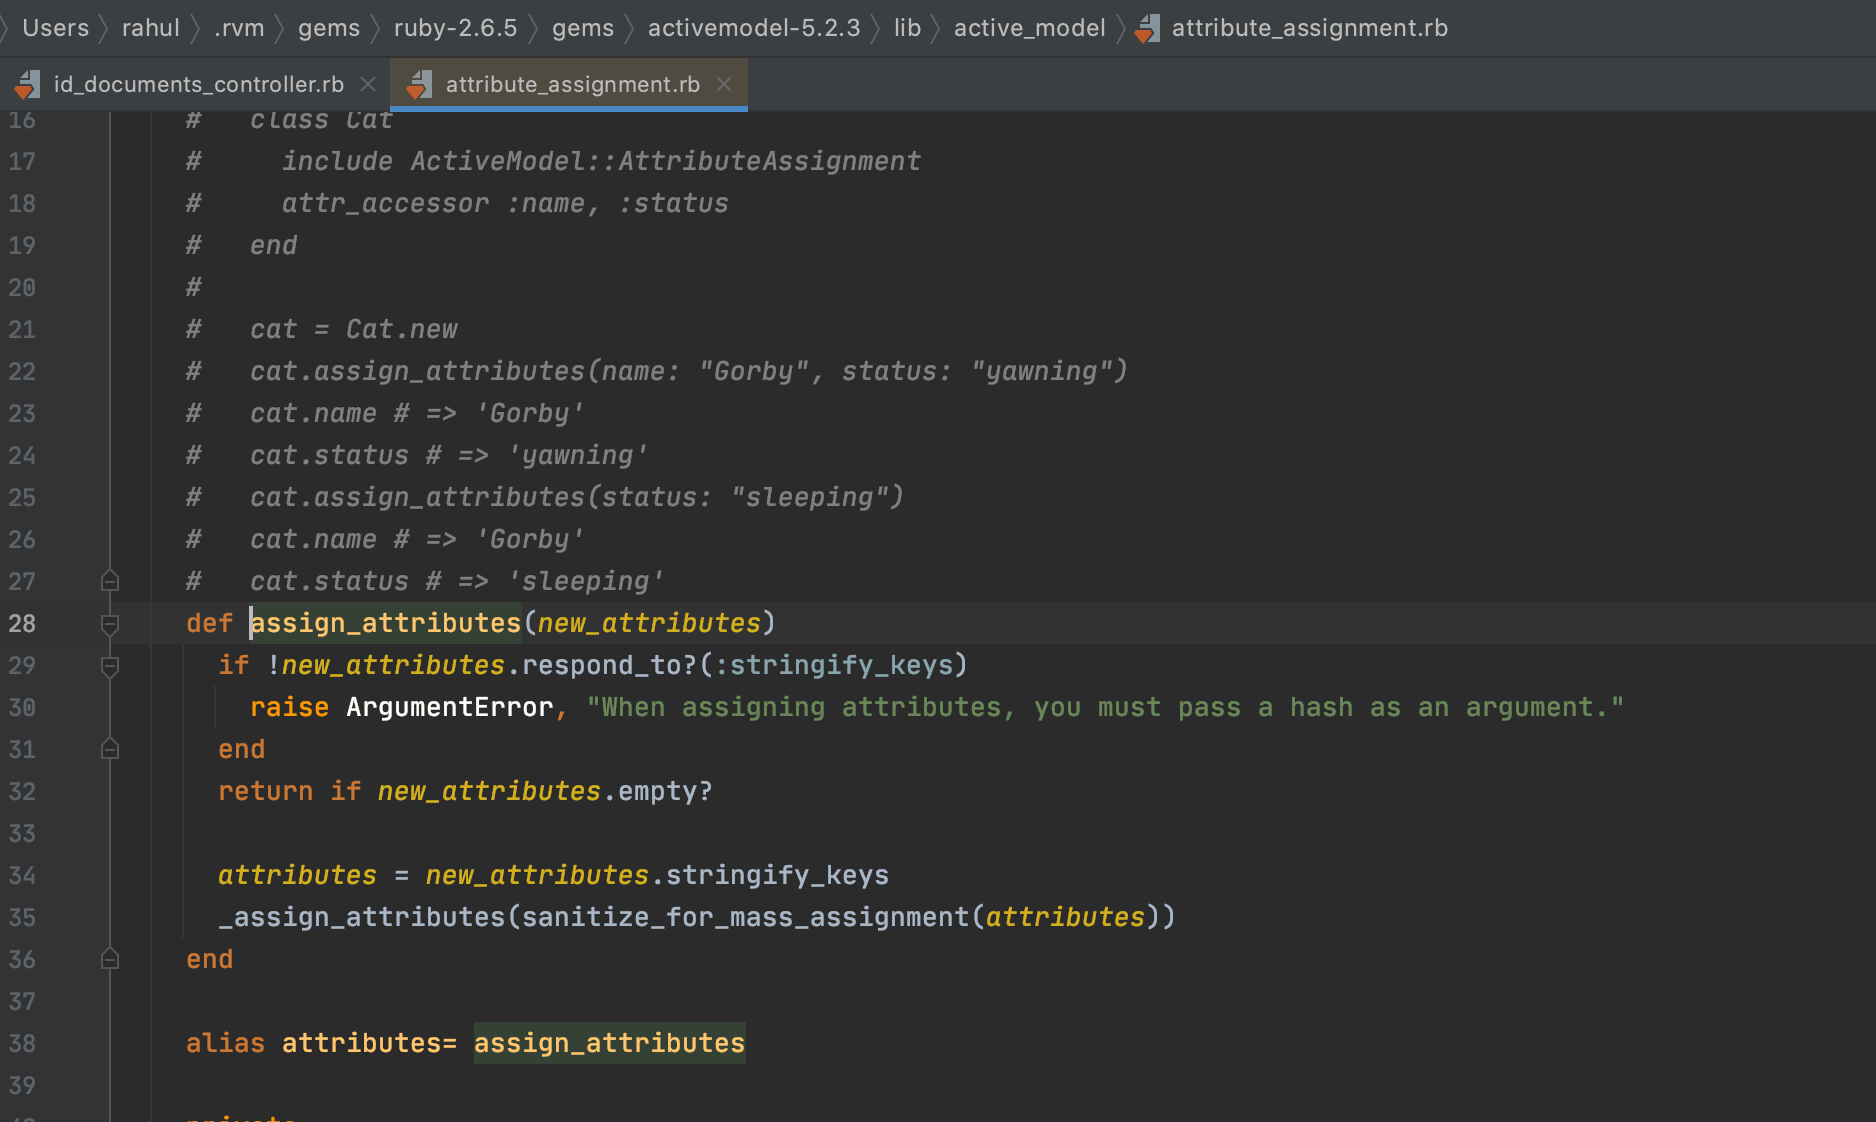 Users rahul .rvm gems ruby-2.6.5 gems activemodel-5.2.3 lib active_model attribute_assignment.rb
id_documents_controller.rb attribute_assignment.rb
16 # class Cat
17 # include ActiveModel::AttributeAssignment
18 # attr_accessor :name, :status
19 # end
20 #
21 # cat = Cat.new
22 # cat.assign_attributes(name: "Gorby", status: "yawning")
23 # cat.name # => 'Gorby'
24 # cat.status # => 'yawning'
25 # cat.assign_attributes(status: "sleeping")
26 # cat.name # => 'Gorby'
27 # cat.status # => 'sleeping'
28 def assign_attributes(new_attributes)
29 if !new_attributes.respond_to?(:stringify_keys)
30 raise ArgumentError, "When assigning attributes, you must pass a hash as an argument."
31 end
32 return if new_attributes.empty?
33
34 attributes = new_attributes.stringify_keys
35 _assign_attributes(sanitize_for_mass_assignment(attributes))
36 end
37
38 alias attributes= assign_attributes
39